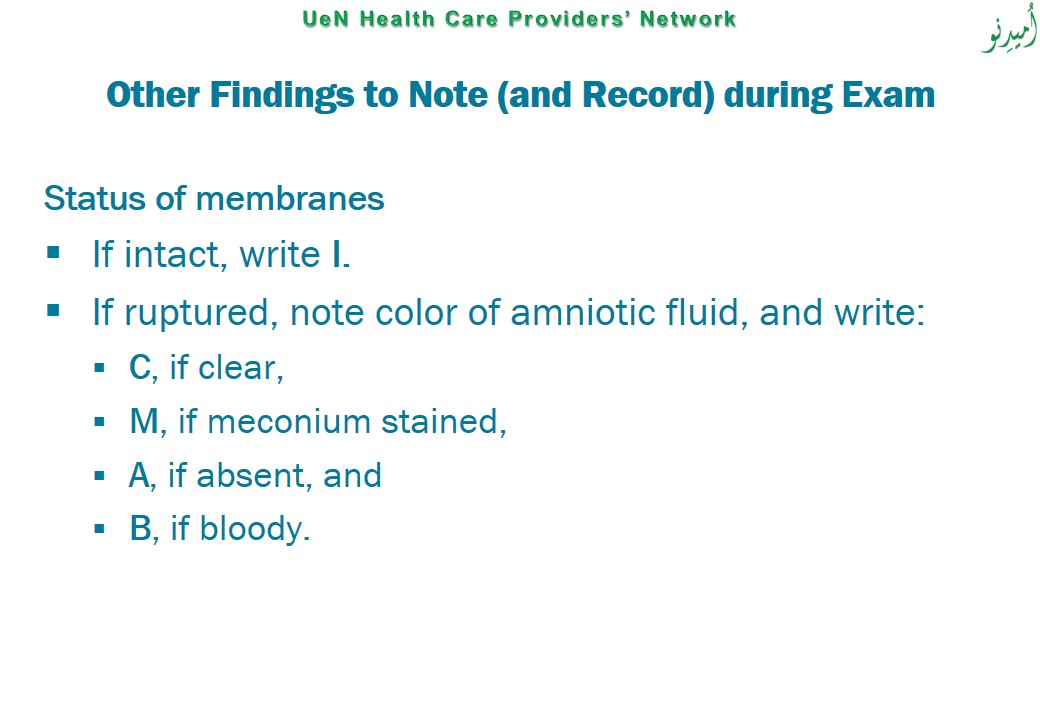 UeN Health Care Providers’ Network
اُمیدِنو
Other Findings to Note (and Record) during Exam
Status of membranes
▪ If intact, write I.
▪ If ruptured, note color of amniotic fluid, and write:
▪ C, if clear,
▪ M, if meconium stained,
▪ A, if absent, and
▪ B, if bloody.